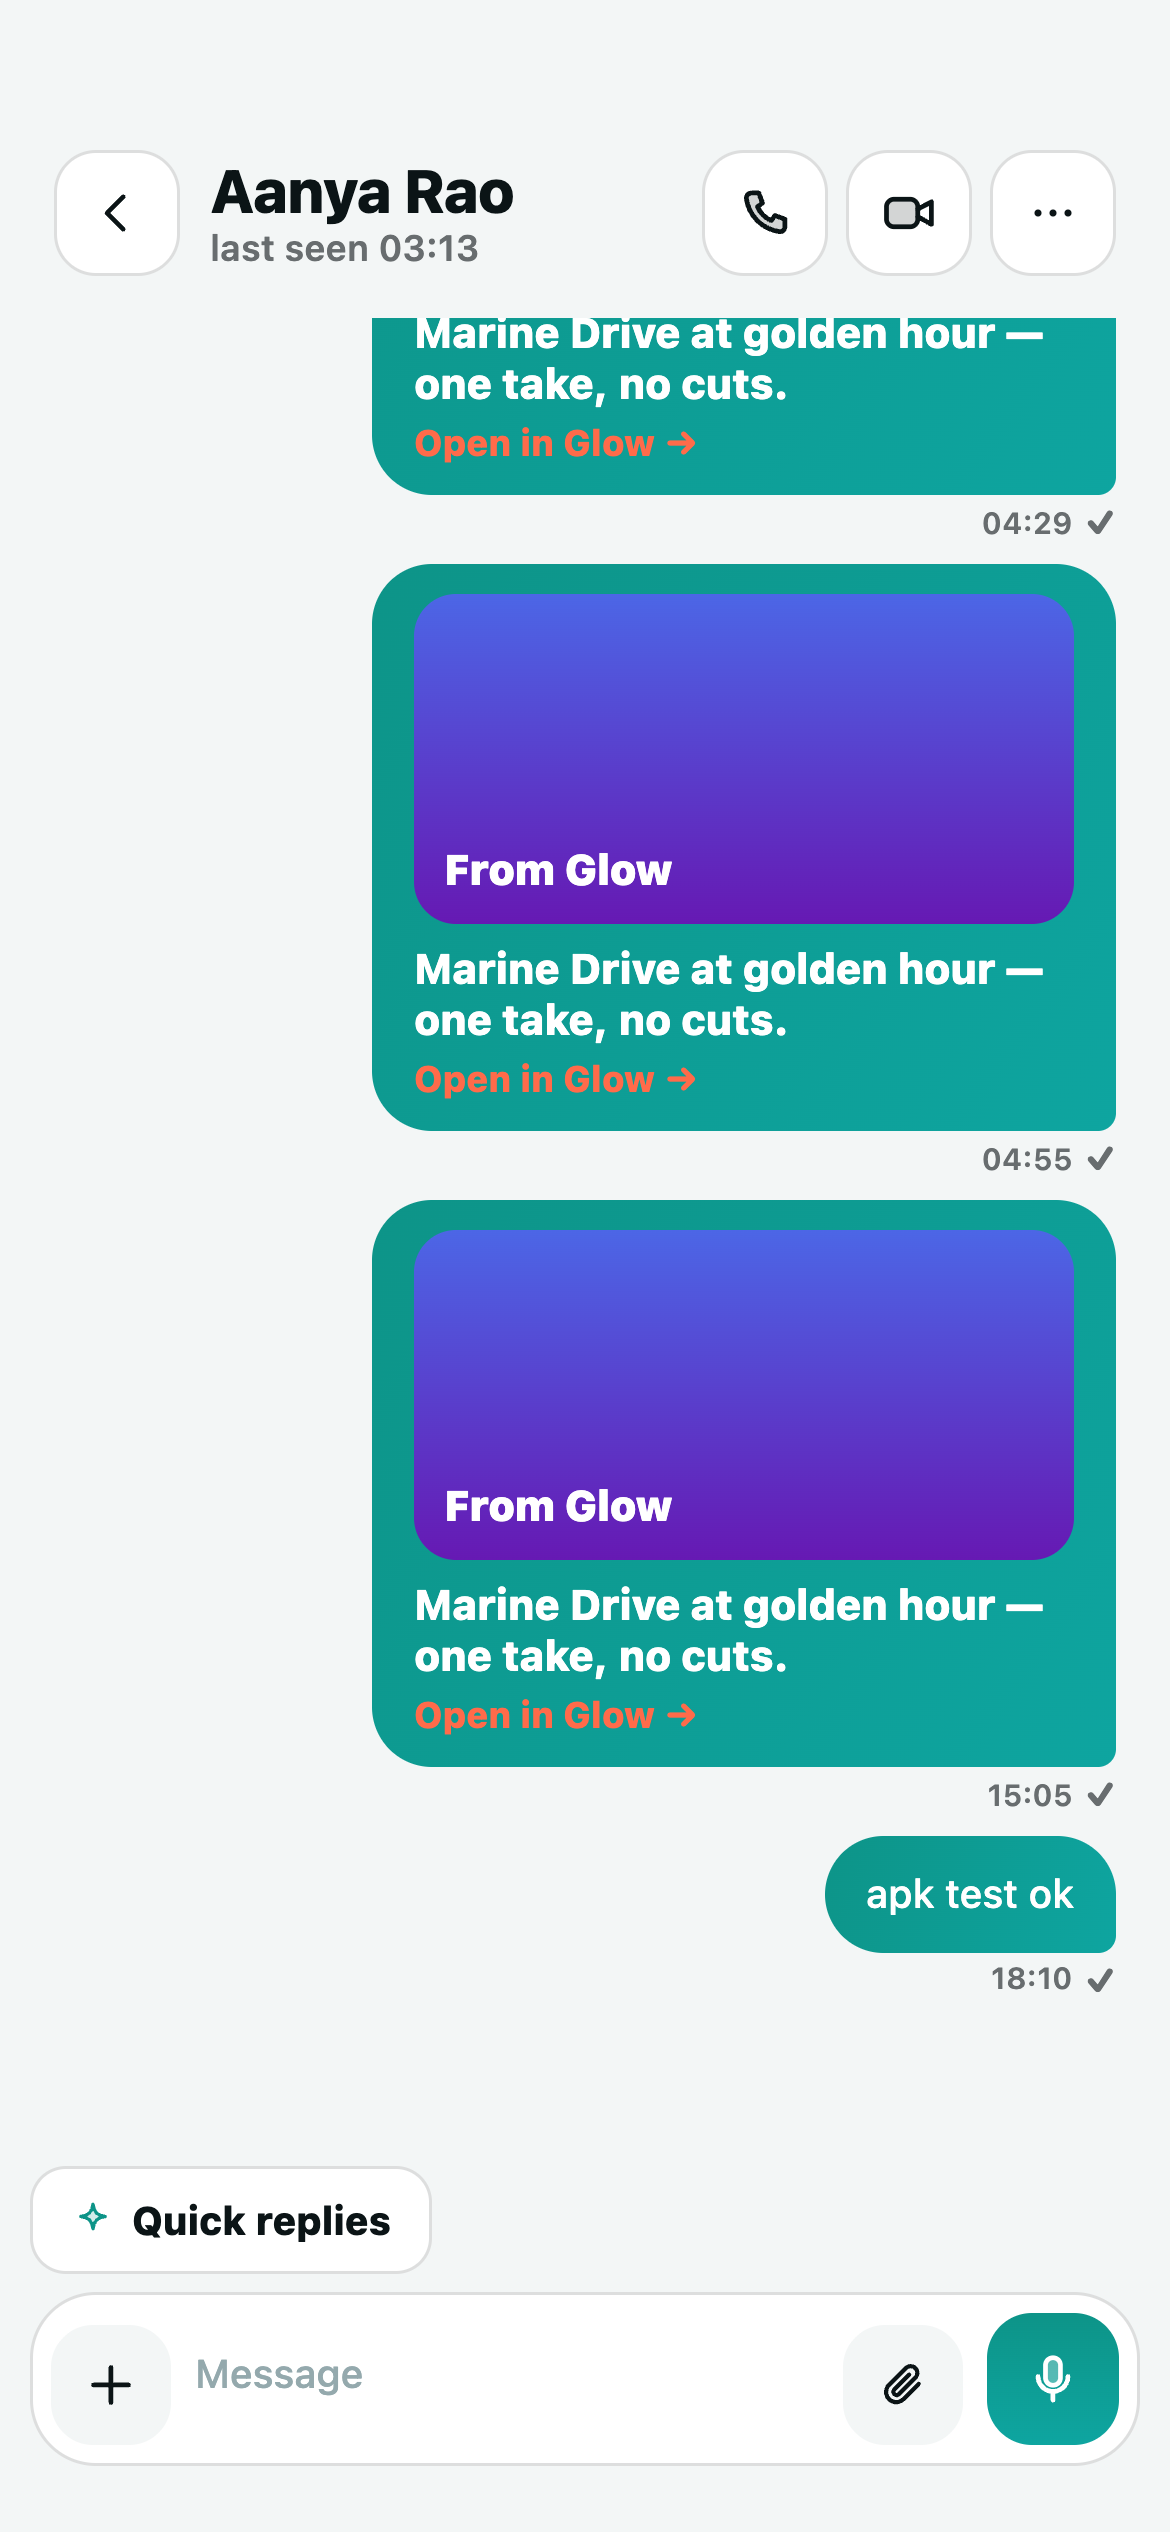 Aanya Rao
last seen 03:13
Marine Drive at golden hour —
one take, no cuts.
Open in Glow →
04:29 ✓
From Glow
Marine Drive at golden hour —
one take, no cuts.
Open in Glow →
04:55 ✓
From Glow
Marine Drive at golden hour —
one take, no cuts.
Open in Glow →
15:05 ✓
apk test ok
18:10 ✓
Quick replies
Message